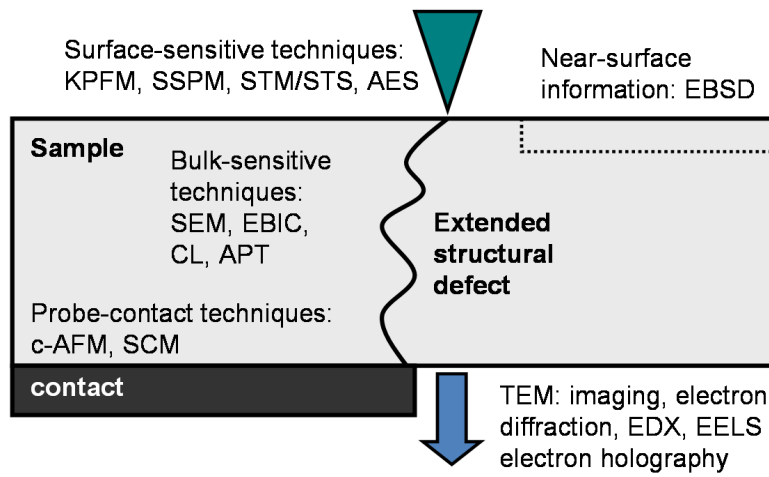 Surface-sensitive techniques:
KPFM, SSPM, STM/STS, AES
Near-surface
information: EBSD
Sample
Bulk-sensitive
techniques:
SEM, EBIC,
CL, APT
Extended
structural
defect
Probe-contact techniques:
c-AFM, SCM
contact
TEM: imaging, electron
diffraction, EDX, EELS
electron holography